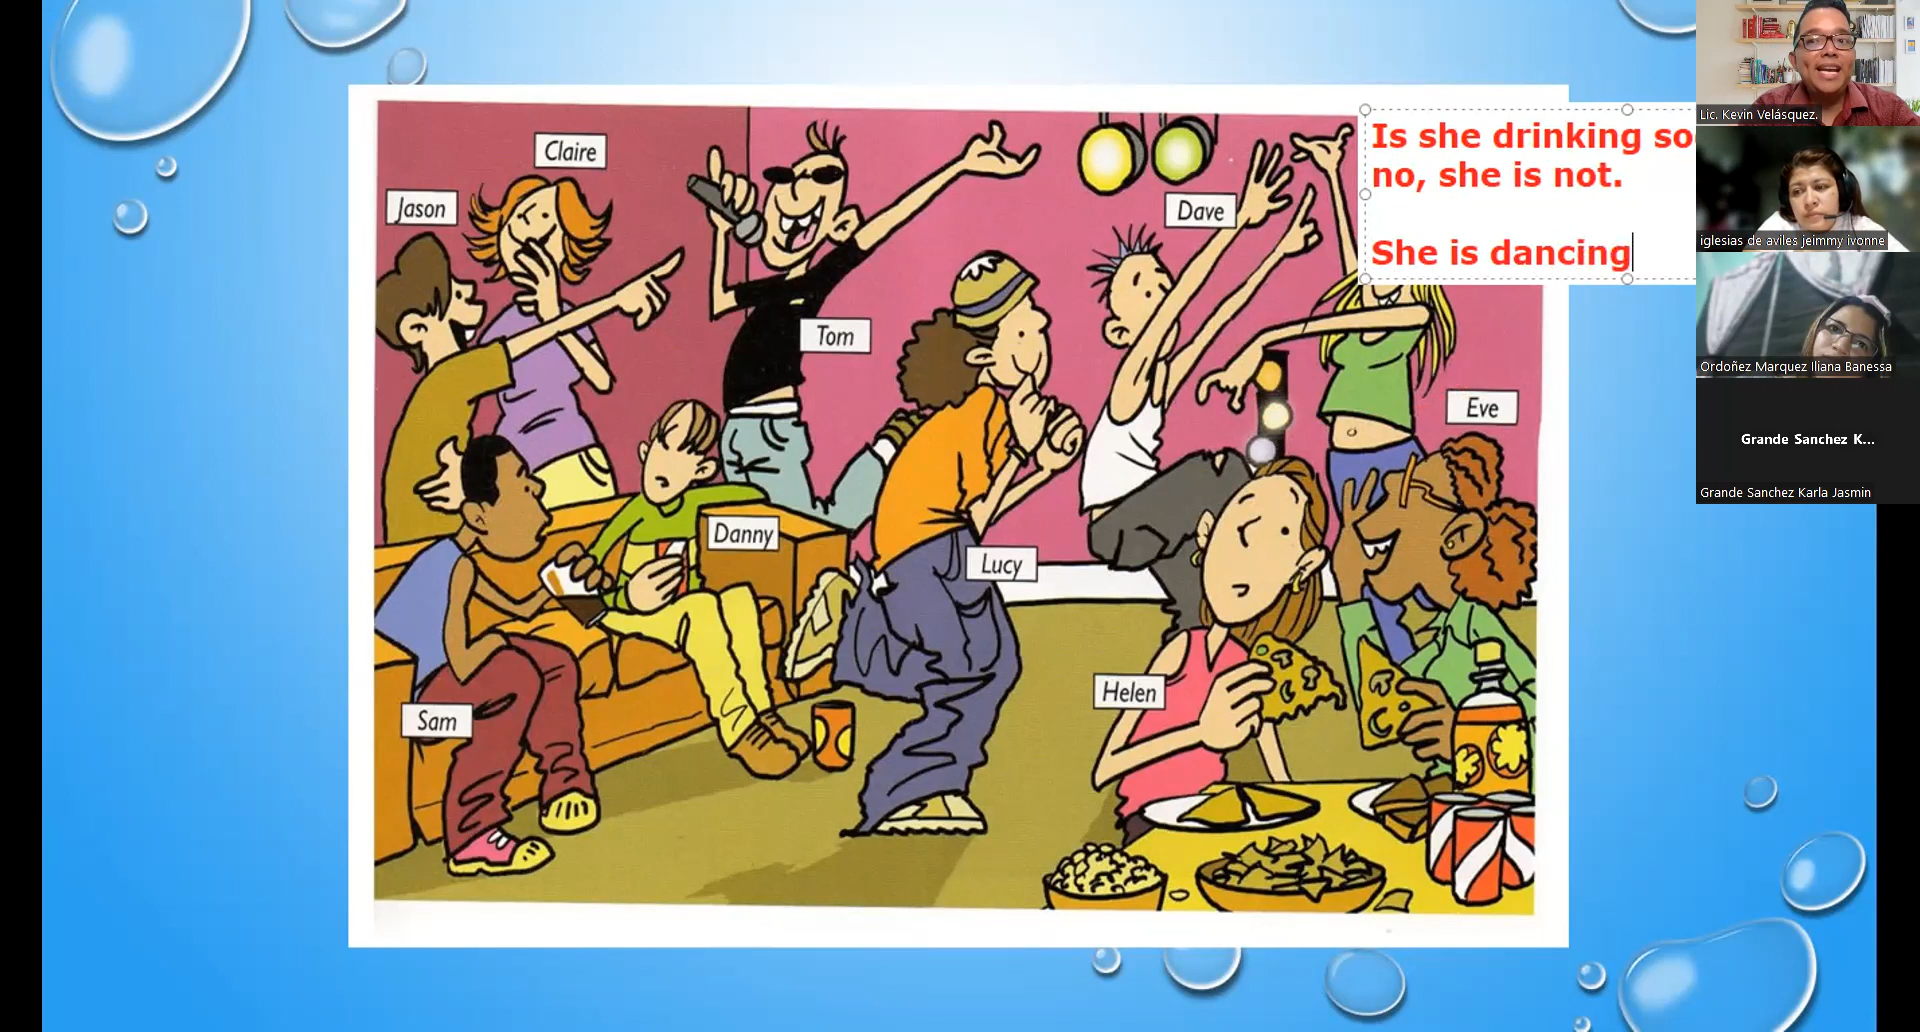 Claire
Jason
Dave
Tom
Eve
Danny
Lucy
Helen
Sam
Is she drinking so
no, she is not.
She is dancing
Lic. Kevin Velásquez.
iglesias de aviles jeimmy ivonne
Ordoñez Marquez Iliana Banessa
Grande Sanchez K...
Grande Sanchez Karla Jasmin